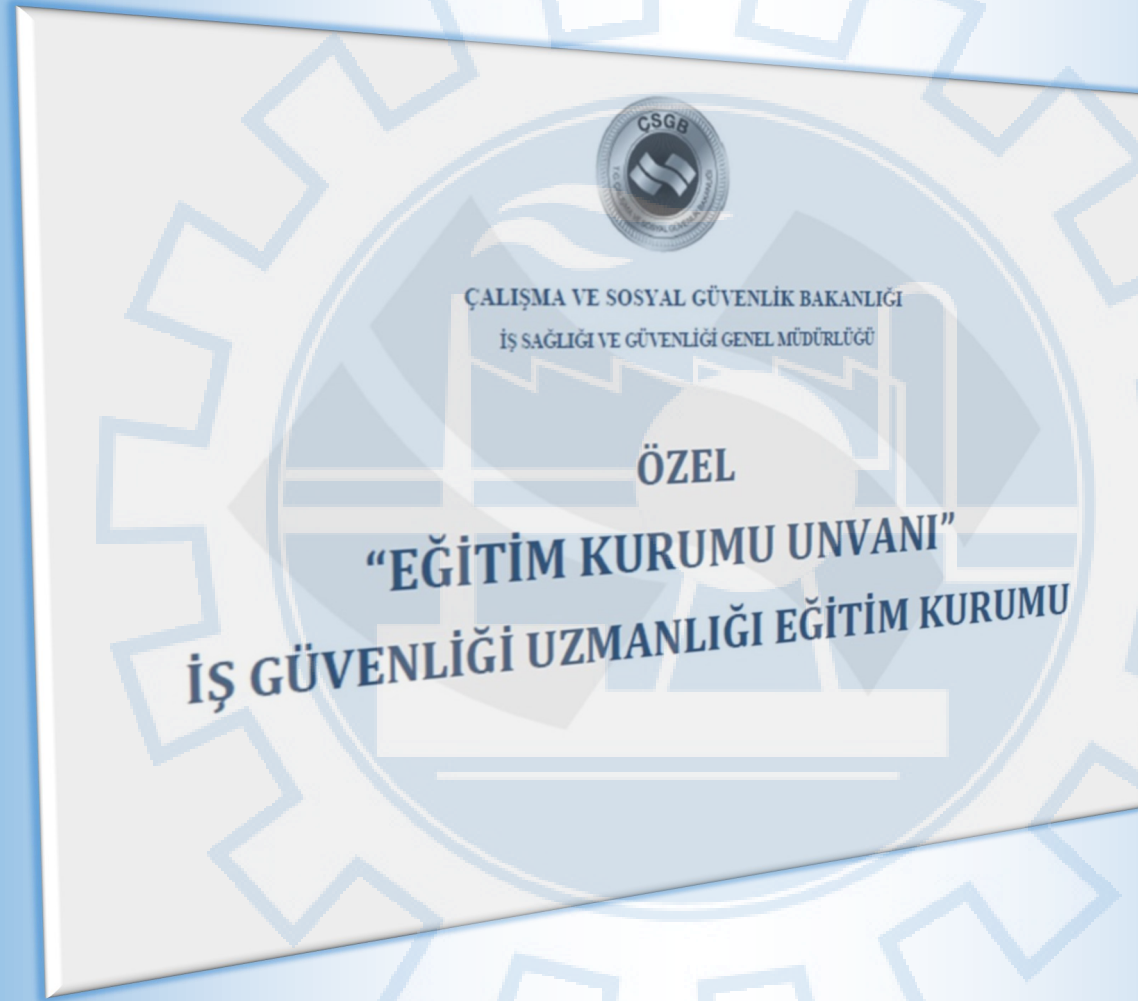 ÇSGB
ÇALIŞMA VE SOSYAL GÜVENLİK BAKANLIĞI
İŞ SAĞLIĞI VE GÜVENLİĞİ GENEL MÜDÜRLÜĞÜ
ÖZEL
“EĞİTİM KURUMU UNVANI”
İŞ GÜVENLİĞİ UZMANLIĞI EĞİTİM KURUMU